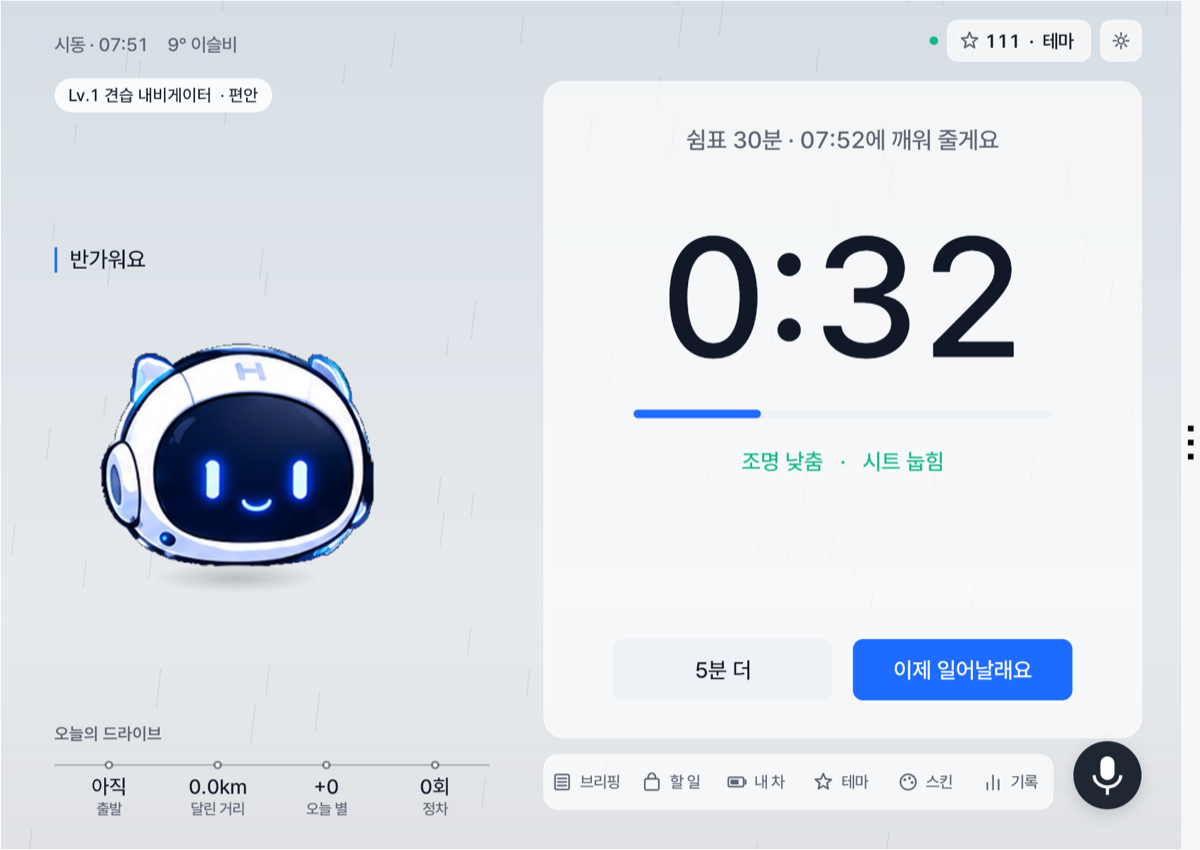 시동 · 07:51 9° 이슬비
111 · 테마
Lv.1 견습 내비게이터 · 편안
반가워요
H
쉼표 30분 · 07:52에 깨워 줄게요
0:32
조명 낮춤 · 시트 눕힘
5분 더
이제 일어날래요
오늘의 드라이브
아직 0.0km +0 0회
출발 달린 거리 오늘 별 정차
브리핑 할 일 내 차 테마 스킨 기록